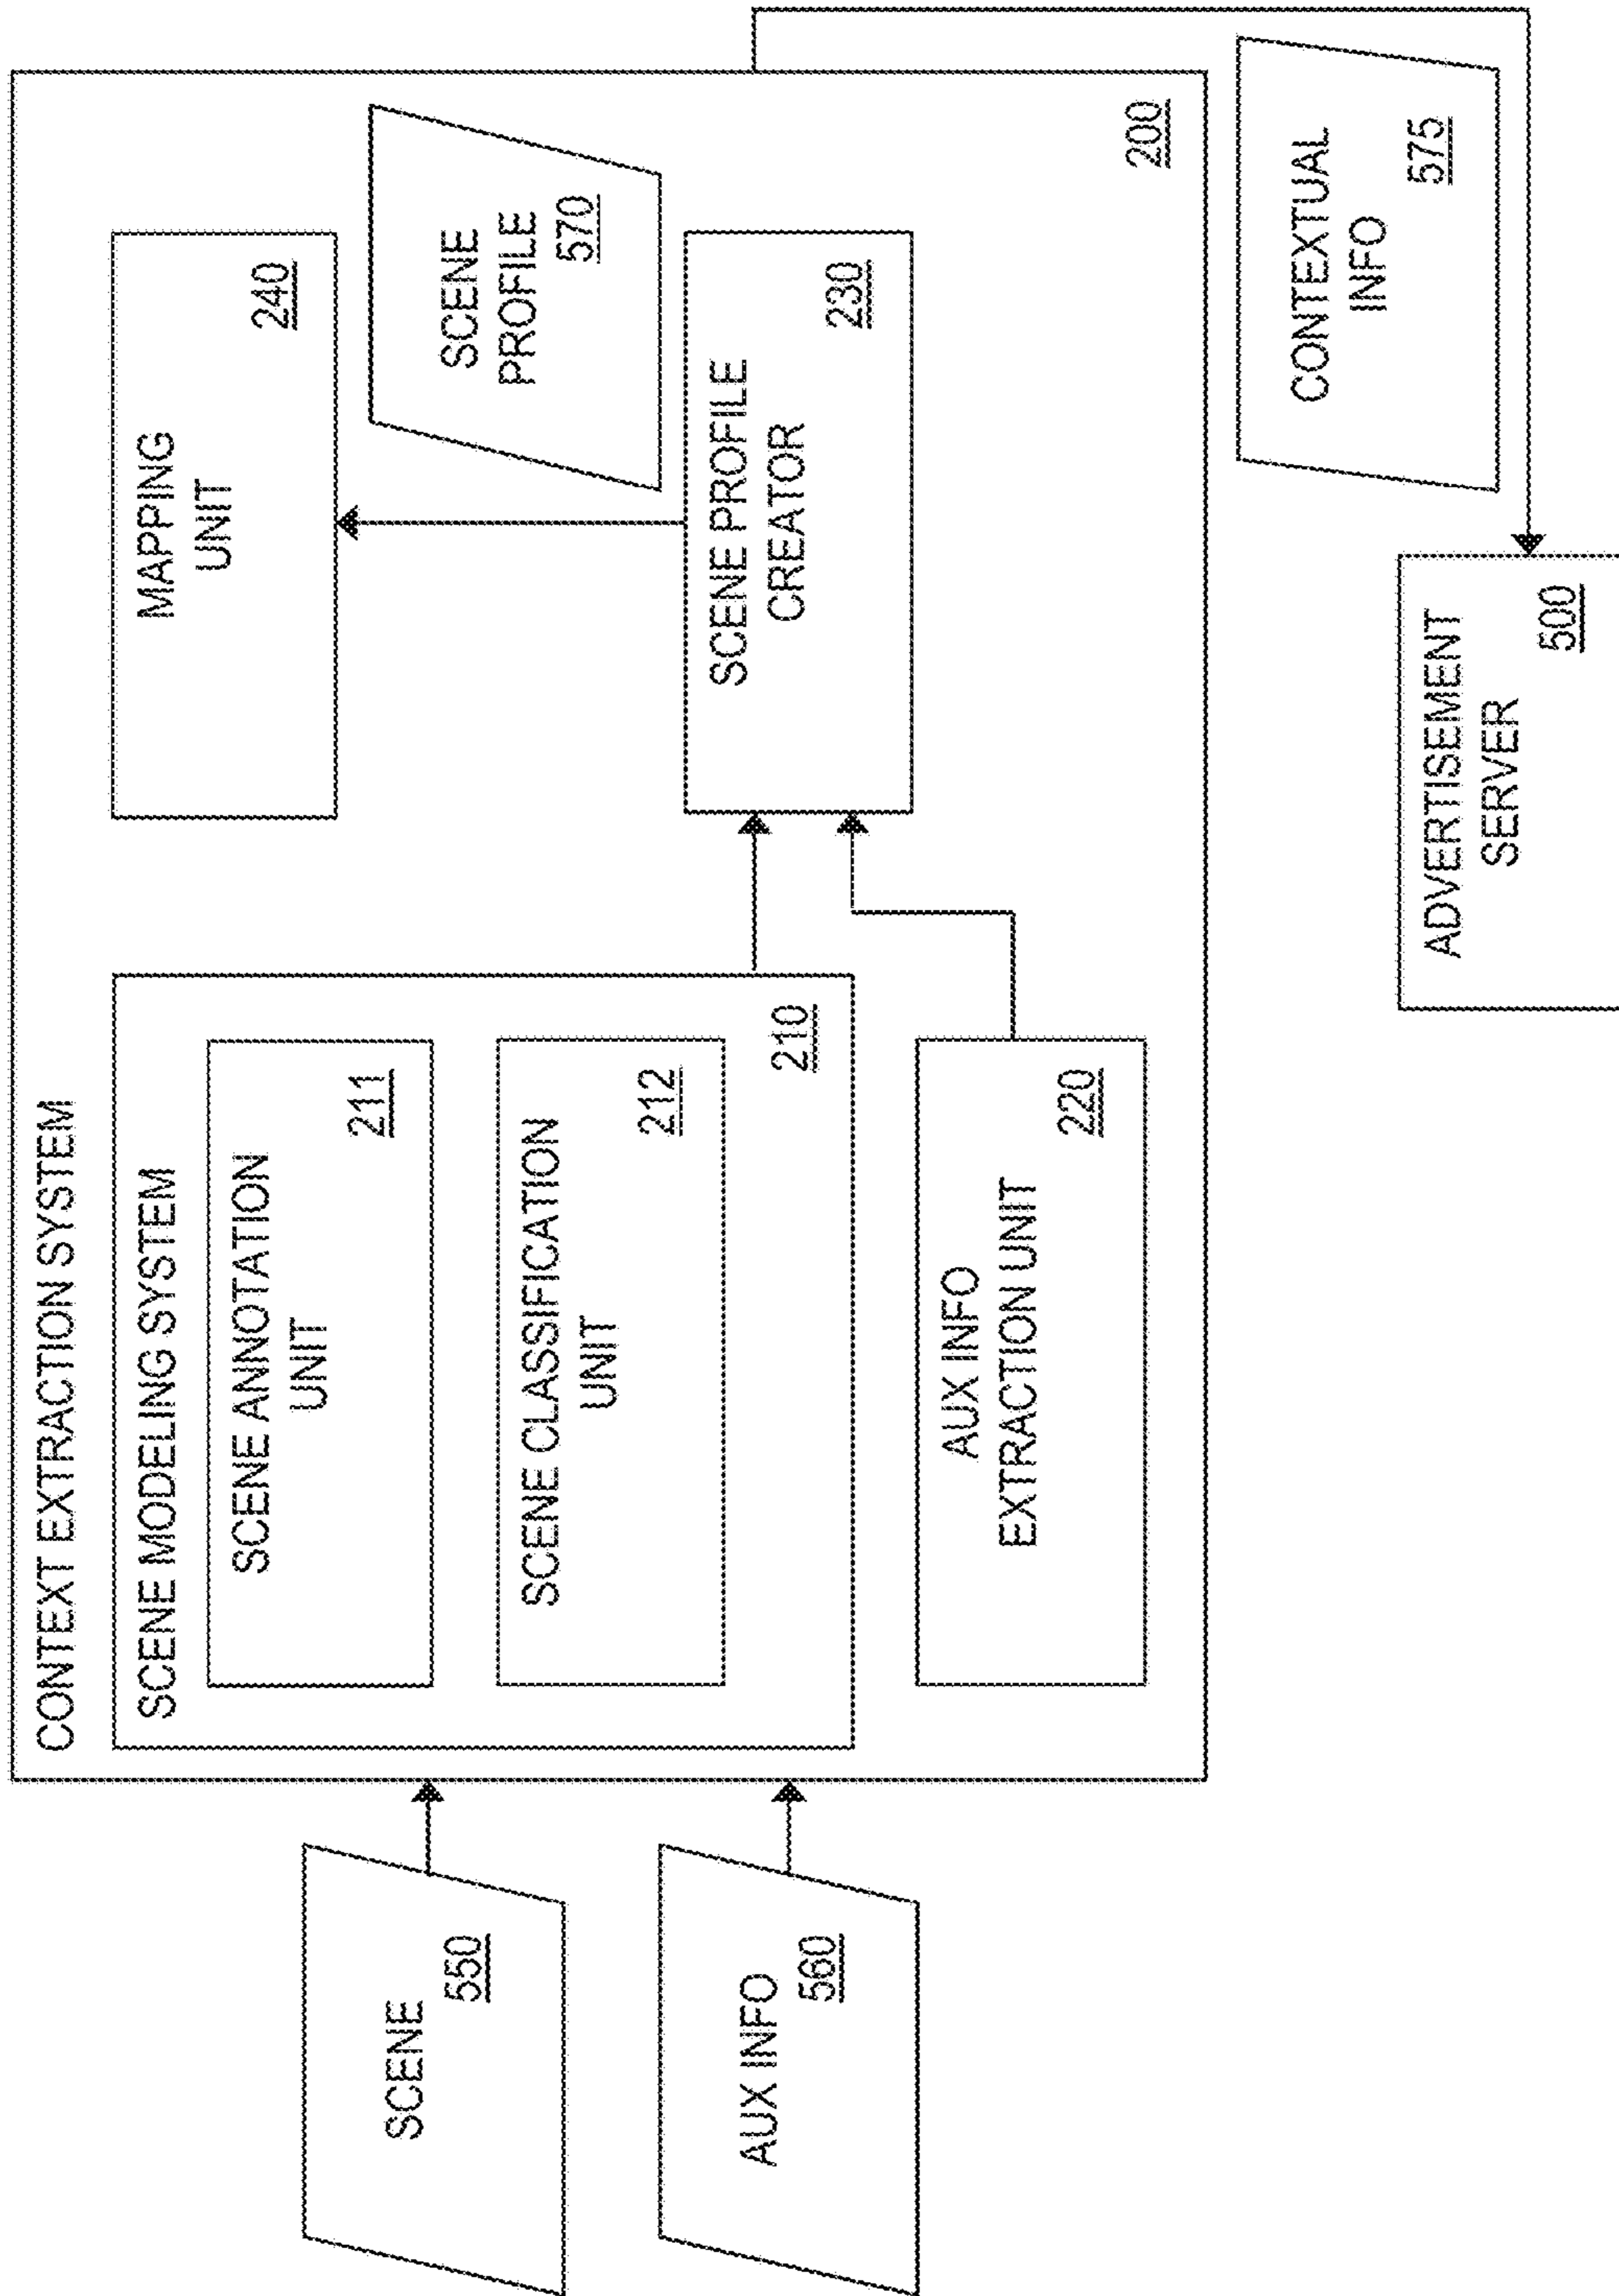 CONTEXT EXTRACTION SYSTEM
SCENE MODELING SYSTEM
SCENE ANNOTATION
UNIT
211
SCENE CLASSIFICATION
UNIT
212
210
AUX INFO
EXTRACTION UNIT
220
MAPPING
UNIT
240
SCENE
PROFILE
570
SCENE PROFILE
CREATOR
230
200
SCENE
550
AUX INFO
560
CONTEXTUAL
INFO
575
ADVERTISEMENT
SERVER
500